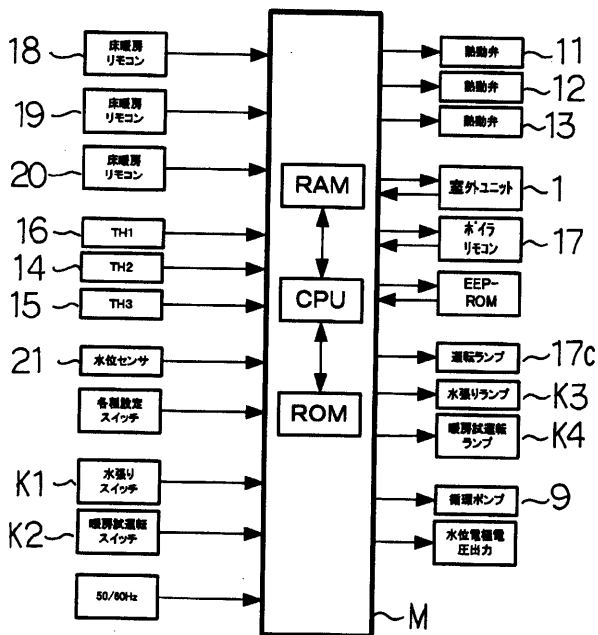 18
床暖房
リモコン
19
床暖房
リモコン
20
床暖房
リモコン
16
TH1
14
TH2
15
TH3
21
水位センサ
各種設定
スイッチ
K1
水張り
スイッチ
K2
暖房試運転
スイッチ
50/60Hz
RAM
CPU
ROM
M
熱動弁
11
熱動弁
12
熱動弁
13
室外ユニット
1
ボイラ
リモコン
17
EEP-
ROM
運転ランプ
17c
水張りランプ
K3
暖房試運転
ランプ
K4
循環ポンプ
9
水位電極電
圧出力